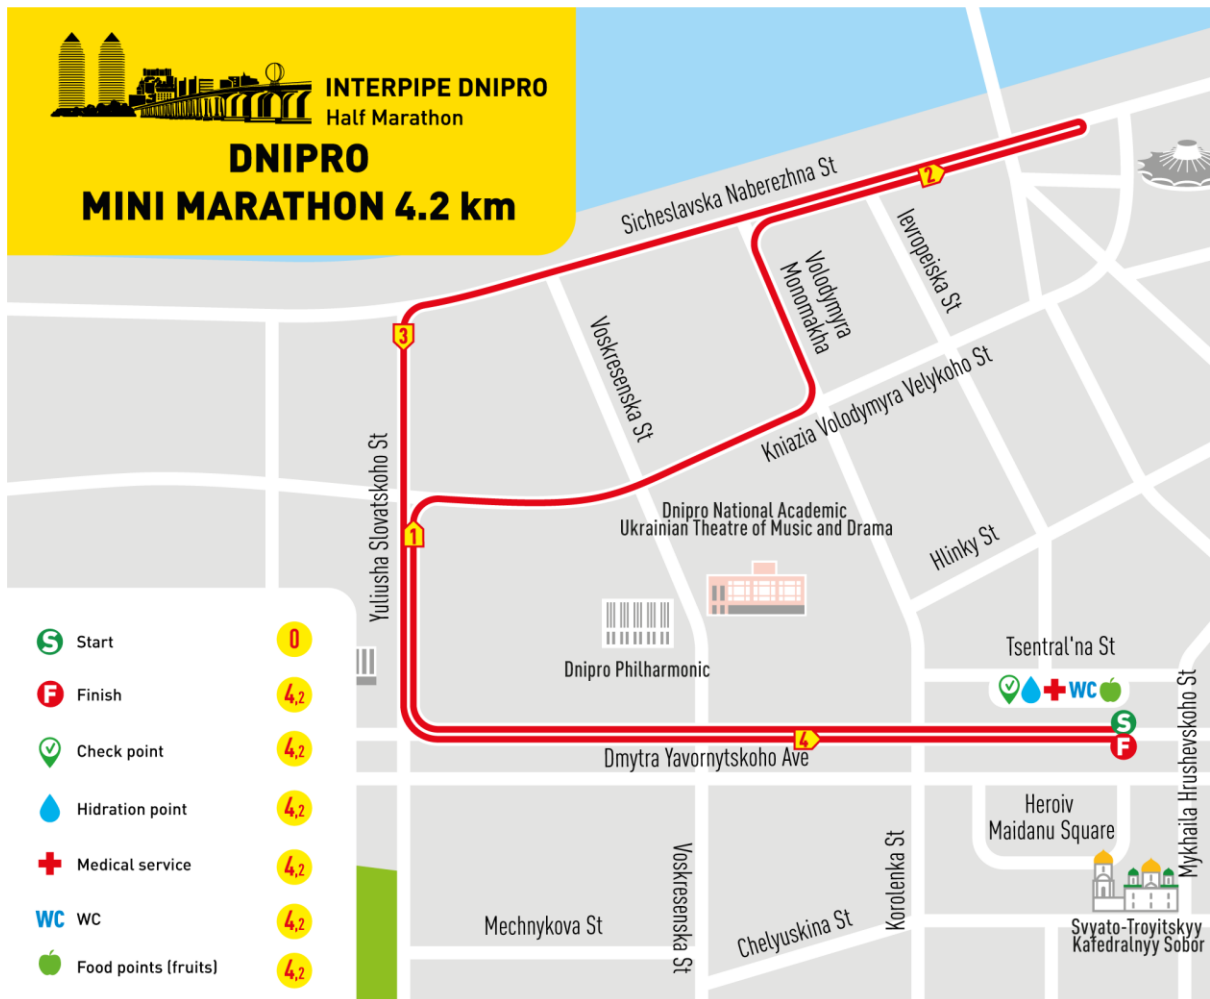 INTERPIPE DNIPRO
Half Marathon
DNIPRO
MINI MARATHON 4.2 km
Sicheslavska Naberezhna St
2
Ievropeiska St
Volodymyra
Monomakha
3
Voskresenska St
Kniazia Volodymyra Velykoho St
Yuliusha Slovatskoho St
1
Dnipro National Academic
Ukrainian Theatre of Music and Drama
Hlinky St
Dnipro Philharmonic
Tsentral'na St
WC
Mykhaila Hrushevskoho St
S
F
4
Dmytra Yavornytskoho Ave
Heroiv
Maidanu Square
Voskresenska St
Korolenka St
Mechnykova St
Chelyuskina St
Svyato-Troyitskyy
Kafedralnyy Sobor
S Start 0
F Finish 4,2
Check point 4,2
Hidration point 4,2
Medical service 4,2
WC WC 4,2
Food points (fruits) 4,2